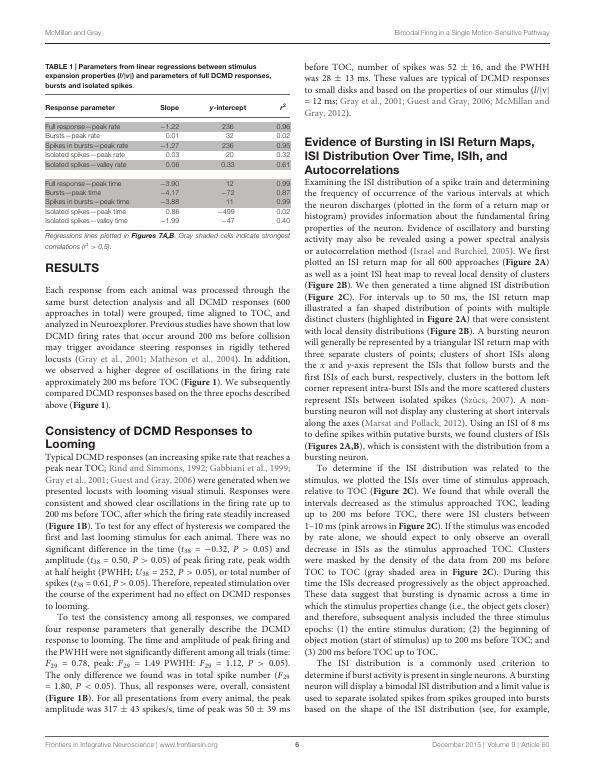 McMillan and Gray
Bimodal Firing in a Single Motion-Sensitive Pathway
TABLE 1 | Parameters from linear regressions between stimulus
expansion properties (l/|v|) and parameters of full DCMD responses,
bursts and isolated spikes.
Response parameter Slope y-intercept r²
Full response—peak rate −1.22 236 0.96
Bursts—peak rate 0.01 32 0.02
Spikes in bursts—peak rate −1.27 236 0.95
Isolated spikes—peak rate 0.03 20 0.32
Isolated spikes—valley rate 0.06 0.33 0.61
Full response—peak time −3.90 12 0.99
Bursts—peak time −4.17 −72 0.87
Spikes in bursts—peak time −3.88 11 0.99
Isolated spikes—peak time 0.86 −499 0.02
Isolated spikes—valley time −1.99 −47 0.40
Regressions lines plotted in Figures 7A,B. Gray shaded cells indicate strongest
correlations (r² > 0.5).
RESULTS
Each response from each animal was processed through the
same burst detection analysis and all DCMD responses (600
approaches in total) were grouped, time aligned to TOC, and
analyzed in Neuroexplorer. Previous studies have shown that low
DCMD firing rates that occur around 200 ms before collision
may trigger avoidance steering responses in rigidly tethered
locusts (Gray et al., 2001; Matheson et al., 2004). In addition,
we observed a higher degree of oscillations in the firing rate
approximately 200 ms before TOC (Figure 1). We subsequently
compared DCMD responses based on the three epochs described
above (Figure 1).
Consistency of DCMD Responses to
Looming
Typical DCMD responses (an increasing spike rate that reaches a
peak near TOC; Rind and Simmons, 1992; Gabbiani et al., 1999;
Gray et al., 2001; Guest and Gray, 2006) were generated when we
presented locusts with looming visual stimuli. Responses were
consistent and showed clear oscillations in the firing rate up to
200 ms before TOC, after which the firing rate steadily increased
(Figure 1B). To test for any effect of hysteresis we compared the
first and last looming stimulus for each animal. There was no
significant difference in the time (t38 = −0.32, P > 0.05) and
amplitude (t38 = 0.50, P > 0.05) of peak firing rate, peak width
at half height (PWHH; U38 = 252, P > 0.05), or total number of
spikes (t38 = 0.61, P > 0.05). Therefore, repeated stimulation over
the course of the experiment had no effect on DCMD responses
to looming.
To test the consistency among all responses, we compared
four response parameters that generally describe the DCMD
response to looming. The time and amplitude of peak firing and
the PWHH were not significantly different among all trials (time:
F29 = 0.78, peak: F29 = 1.49 PWHH: F29 = 1.12, P > 0.05).
The only difference we found was in total spike number (F29
= 1.80, P < 0.05). Thus, all responses were, overall, consistent
(Figure 1B). For all presentations from every animal, the peak
amplitude was 317 ± 43 spikes/s, time of peak was 50 ± 39 ms
before TOC, number of spikes was 52 ± 16, and the PWHH
was 28 ± 13 ms. These values are typical of DCMD responses
to small disks and based on the properties of our stimulus (l/|v|
= 12 ms; Gray et al., 2001; Guest and Gray, 2006; McMillan and
Gray, 2012).
Evidence of Bursting in ISI Return Maps,
ISI Distribution Over Time, ISIh, and
Autocorrelations
Examining the ISI distribution of a spike train and determining
the frequency of occurrence of the various intervals at which
the neuron discharges (plotted in the form of a return map or
histogram) provides information about the fundamental firing
properties of the neuron. Evidence of oscillatory and bursting
activity may also be revealed using a power spectral analysis
or autocorrelation method (Israel and Burchiel, 2005). We first
plotted an ISI return map for all 600 approaches (Figure 2A)
as well as a joint ISI heat map to reveal local density of clusters
(Figure 2B). We then generated a time aligned ISI distribution
(Figure 2C). For intervals up to 50 ms, the ISI return map
illustrated a fan shaped distribution of points with multiple
distinct clusters (highlighted in Figure 2A) that were consistent
with local density distributions (Figure 2B). A bursting neuron
will generally be represented by a triangular ISI return map with
three separate clusters of points; clusters of short ISIs along
the x and y-axis represent the ISIs that follow bursts and the
first ISIs of each burst, respectively, clusters in the bottom left
corner represent intra-burst ISIs and the more scattered clusters
represent ISIs between isolated spikes (Szücs, 2007). A non-
bursting neuron will not display any clustering at short intervals
along the axes (Marsat and Pollack, 2012). Using an ISI of 8 ms
to define spikes within putative bursts, we found clusters of ISIs
(Figures 2A,B), which is consistent with the distribution from a
bursting neuron.
To determine if the ISI distribution was related to the
stimulus, we plotted the ISIs over time of stimulus approach,
relative to TOC (Figure 2C). We found that while overall the
intervals decreased as the stimulus approached TOC, leading
up to 200 ms before TOC, there were ISI clusters between
1–10 ms (pink arrows in Figure 2C). If the stimulus was encoded
by rate alone, we should expect to only observe an overall
decrease in ISIs as the stimulus approached TOC. Clusters
were masked by the density of the data from 200 ms before
TOC to TOC (gray shaded area in Figure 2C). During this
time the ISIs decreased progressively as the object approached.
These data suggest that bursting is dynamic across a time in
which the stimulus properties change (i.e., the object gets closer)
and therefore, subsequent analysis included the three stimulus
epochs: (1) the entire stimulus duration; (2) the beginning of
object motion (start of stimulus) up to 200 ms before TOC; and
(3) 200 ms before TOC up to TOC.
The ISI distribution is a commonly used criterion to
determine if burst activity is present in single neurons. A bursting
neuron will display a bimodal ISI distribution and a limit value is
used to separate isolated spikes from spikes grouped into bursts
based on the shape of the ISI distribution (see, for example,
Frontiers in Integrative Neuroscience | www.frontiersin.org
6
December 2015 | Volume 9 | Article 60